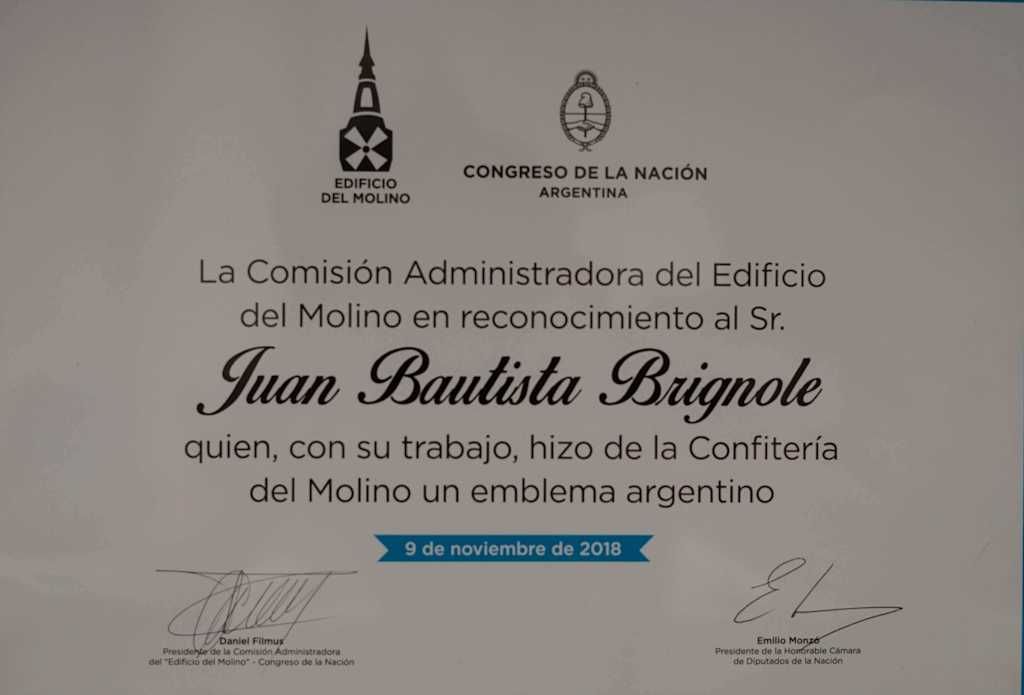 EDIFICIO
DEL MOLINO
CONGRESO DE LA NACIÓN
ARGENTINA
La Comisión Administradora del Edificio
del Molino en reconocimiento al Sr.
Juan Bautista Brignole
quien, con su trabajo, hizo de la Confitería
del Molino un emblema argentino
9 de noviembre de 2018
Daniel Filmus
Presidente de la Comisión Administradora
del "Edificio del Molino" - Congreso de la Nación
Emilio Monzó
Presidente de la Honorable Cámara
de Diputados de la Nación